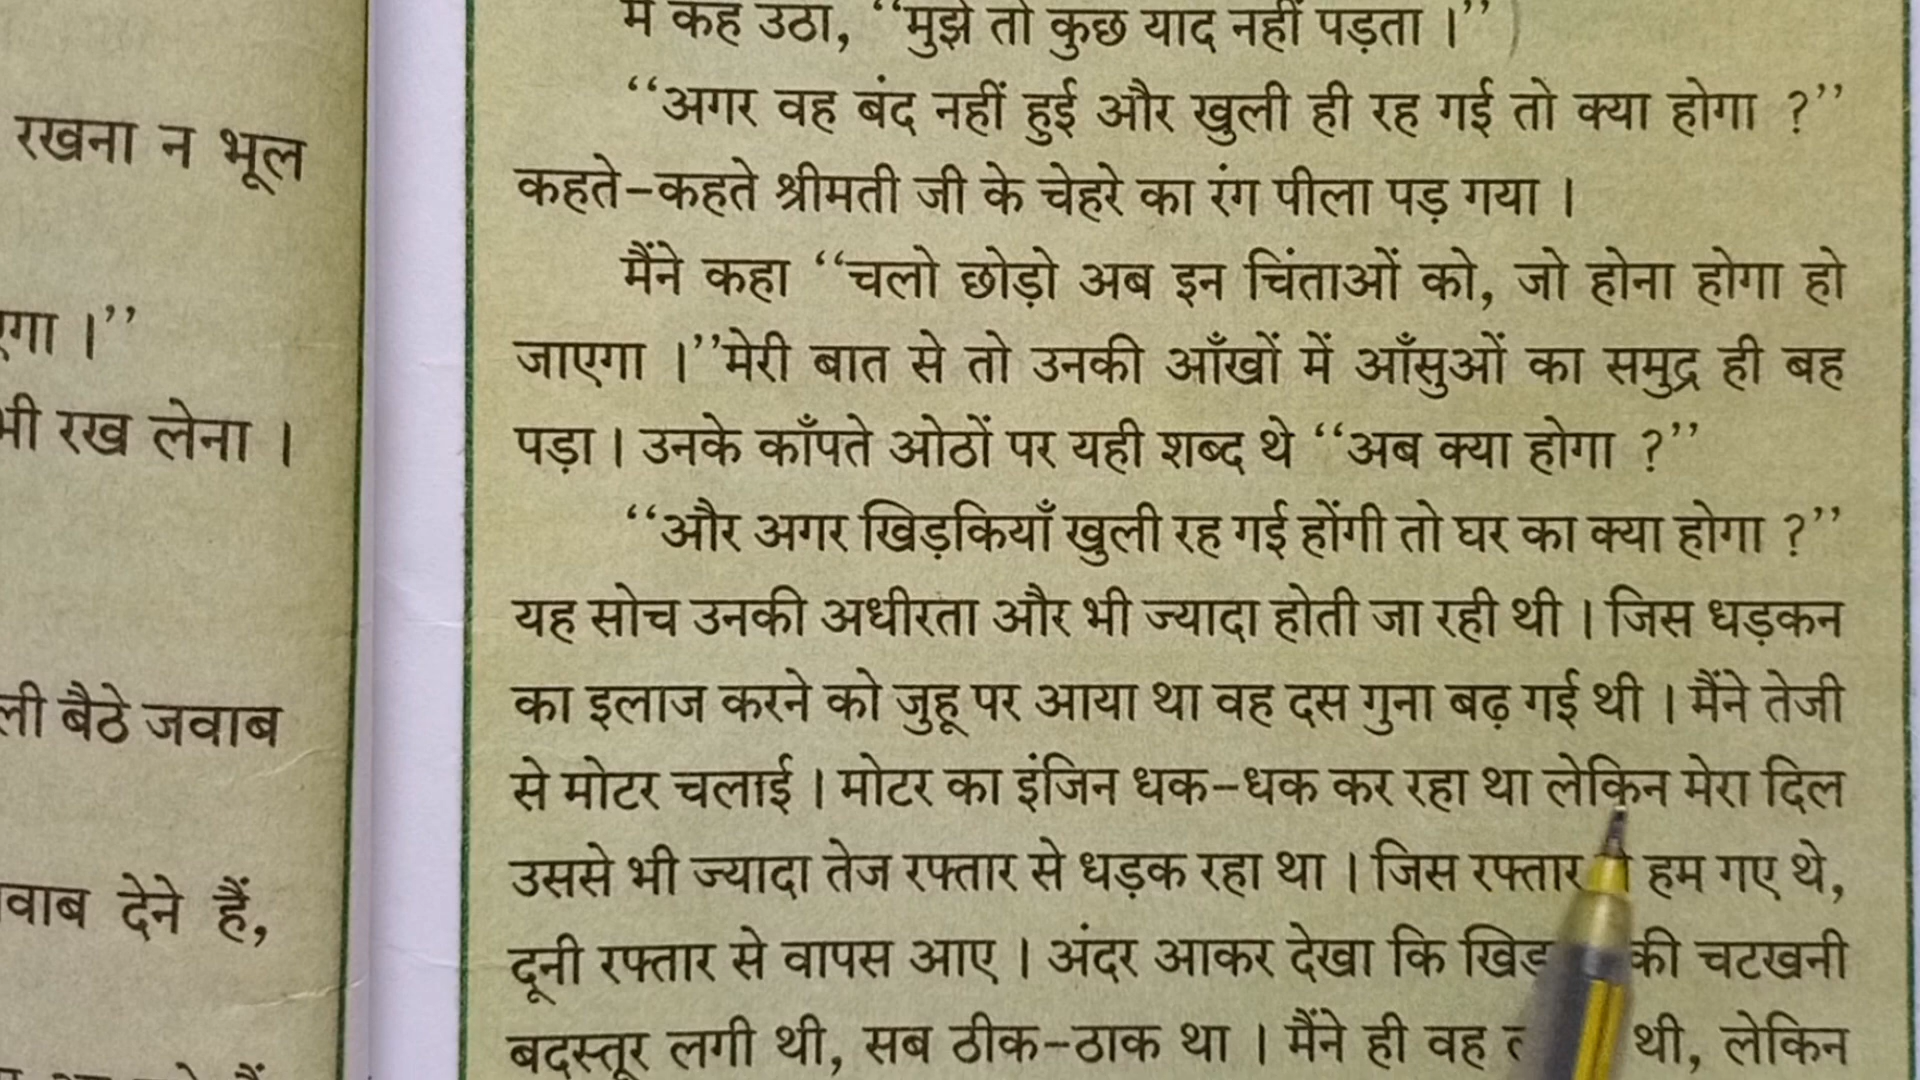 रखना न भूल
भी रख लेना ।
बैठे जवाब
देने हैं,
मैं कह उठा, ‘‘मुझे तो कुछ याद नहीं पड़ता ।’’
‘‘अगर वह बंद नहीं हुई और खुली ही रह गई तो क्या होगा ?’’
कहते-कहते श्रीमती जी के चेहरे का रंग पीला पड़ गया ।
मैंने कहा ‘‘चलो छोड़ो अब इन चिंताओं को, जो होना होगा हो
जाएगा ।’’मेरी बात से तो उनकी आँखों में आँसुओं का समुद्र ही बह
पड़ा । उनके काँपते ओठों पर यही शब्द थे ‘‘अब क्या होगा ?’’
‘‘और अगर खिड़कियाँ खुली रह गई होंगी तो घर का क्या होगा ?’’
यह सोच उनकी अधीरता और भी ज्यादा होती जा रही थी । जिस धड़कन
का इलाज करने को जुहू पर आया था वह दस गुना बढ़ गई थी । मैंने तेजी
से मोटर चलाई । मोटर का इंजिन धक-धक कर रहा था लेकिन मेरा दिल
उससे भी ज्यादा तेज रफ्तार से धड़क रहा था । जिस रफ्तार हम गए थे,
दूनी रफ्तार से वापस आए । अंदर आकर देखा कि की चटखनी
बदस्तूर लगी थी, सब ठीक-ठाक था । मैंने ही वह थी, लेकिन